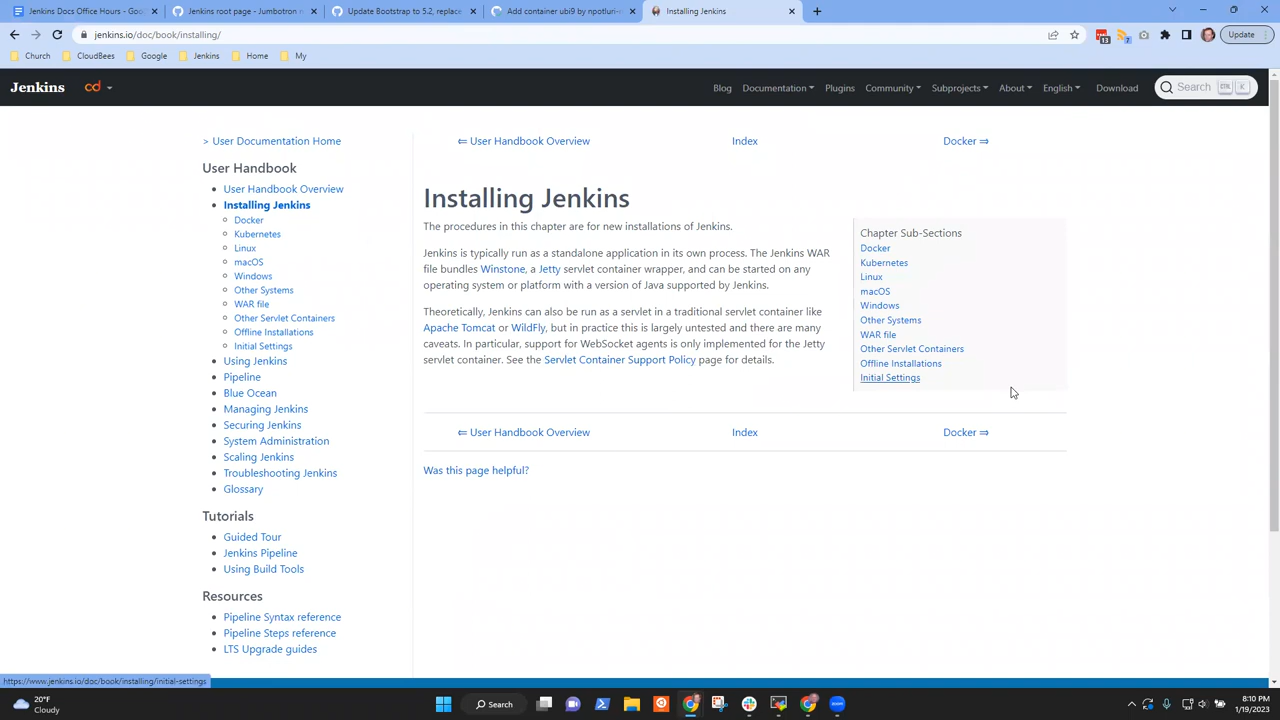 Jenkins Docs Office Hours - Goo
Jenkins root page - Jumbotron r
Update Bootstrap to 5.2, replace
Add container ubi9 by npotluri-r
Installing Jenkins
jenkins.io/doc/book/installing/
13
7
Update
Church
CloudBees
Google
Jenkins
Home
My
Jenkins
cd
Blog
Documentation
Plugins
Community
Subprojects
About
English
Download
Search
CTRL
K
> User Documentation Home
User Handbook
User Handbook Overview
Installing Jenkins
Docker
Kubernetes
Linux
macOS
Windows
Other Systems
WAR file
Other Servlet Containers
Offline Installations
Initial Settings
Using Jenkins
Pipeline
Blue Ocean
Managing Jenkins
Securing Jenkins
System Administration
Scaling Jenkins
Troubleshooting Jenkins
Glossary
Tutorials
Guided Tour
Jenkins Pipeline
Using Build Tools
Resources
Pipeline Syntax reference
Pipeline Steps reference
LTS Upgrade guides
⇐ User Handbook Overview
Index
Docker ⇒
Installing Jenkins
The procedures in this chapter are for new installations of Jenkins.
Jenkins is typically run as a standalone application in its own process. The Jenkins WAR
file bundles Winstone, a Jetty servlet container wrapper, and can be started on any
operating system or platform with a version of Java supported by Jenkins.
Theoretically, Jenkins can also be run as a servlet in a traditional servlet container like
Apache Tomcat or WildFly, but in practice this is largely untested and there are many
caveats. In particular, support for WebSocket agents is only implemented for the Jetty
servlet container. See the Servlet Container Support Policy page for details.
Chapter Sub-Sections
Docker
Kubernetes
Linux
macOS
Windows
Other Systems
WAR file
Other Servlet Containers
Offline Installations
Initial Settings
⇐ User Handbook Overview
Index
Docker ⇒
Was this page helpful?
https://www.jenkins.io/doc/book/installing/initial-settings
20°F
Cloudy
Search
8:10 PM
1/19/2023